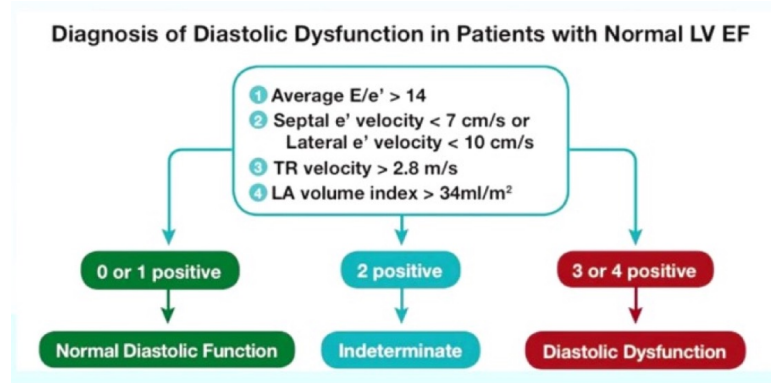 Diagnosis of Diastolic Dysfunction in Patients with Normal LV EF
1 Average E/e' > 14
2 Septal e' velocity < 7 cm/s or
Lateral e' velocity < 10 cm/s
3 TR velocity > 2.8 m/s
4 LA volume index > 34ml/m²
0 or 1 positive
2 positive
3 or 4 positive
Normal Diastolic Function
Indeterminate
Diastolic Dysfunction